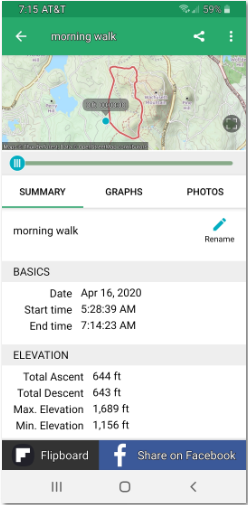 7:15 AT&T 59%
morning walk
SUMMARY GRAPHS PHOTOS
morning walk
Rename
BASICS
Date Apr 16, 2020
Start time 5:28:39 AM
End time 7:14:23 AM
ELEVATION
Total Ascent 644 ft
Total Descent 643 ft
Max. Elevation 1,689 ft
Min. Elevation 1,156 ft
Flipboard
f Share on Facebook